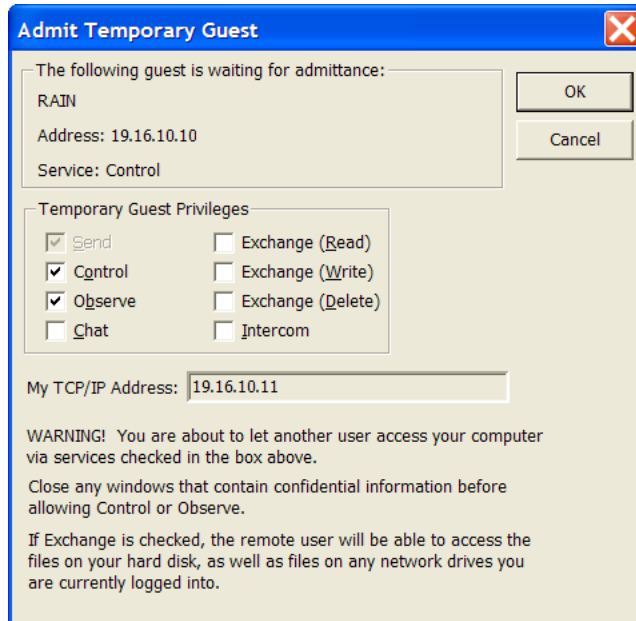 Admit Temporary Guest
The following guest is waiting for admittance:
RAIN
Address: 19.16.10.10
Service: Control
OK
Cancel
Temporary Guest Privileges
Send
Control
Observe
Chat
Exchange (Read)
Exchange (Write)
Exchange (Delete)
Intercom
My TCP/IP Address: 19.16.10.11
WARNING! You are about to let another user access your computer
via services checked in the box above.
Close any windows that contain confidential information before
allowing Control or Observe.
If Exchange is checked, the remote user will be able to access the
files on your hard disk, as well as files on any network drives you
are currently logged into.